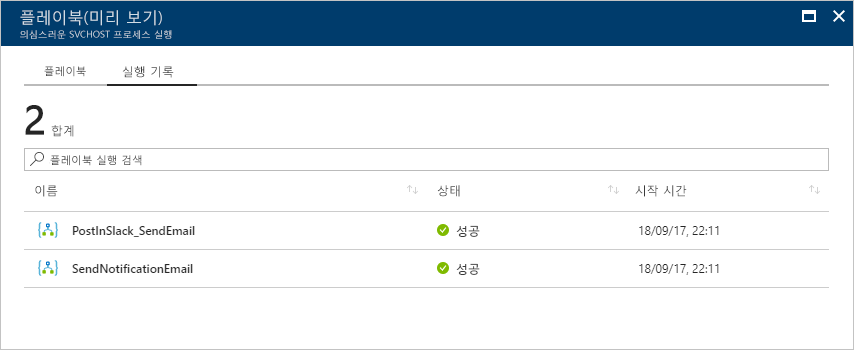 플레이북(미리 보기)
의심스러운 SVCHOST 프로세스 실행
플레이북 실행 기록
2 합계
플레이북 실행 검색
이름 상태 시작 시간
PostInSlack_SendEmail 성공 18/09/17, 22:11
SendNotificationEmail 성공 18/09/17, 22:11